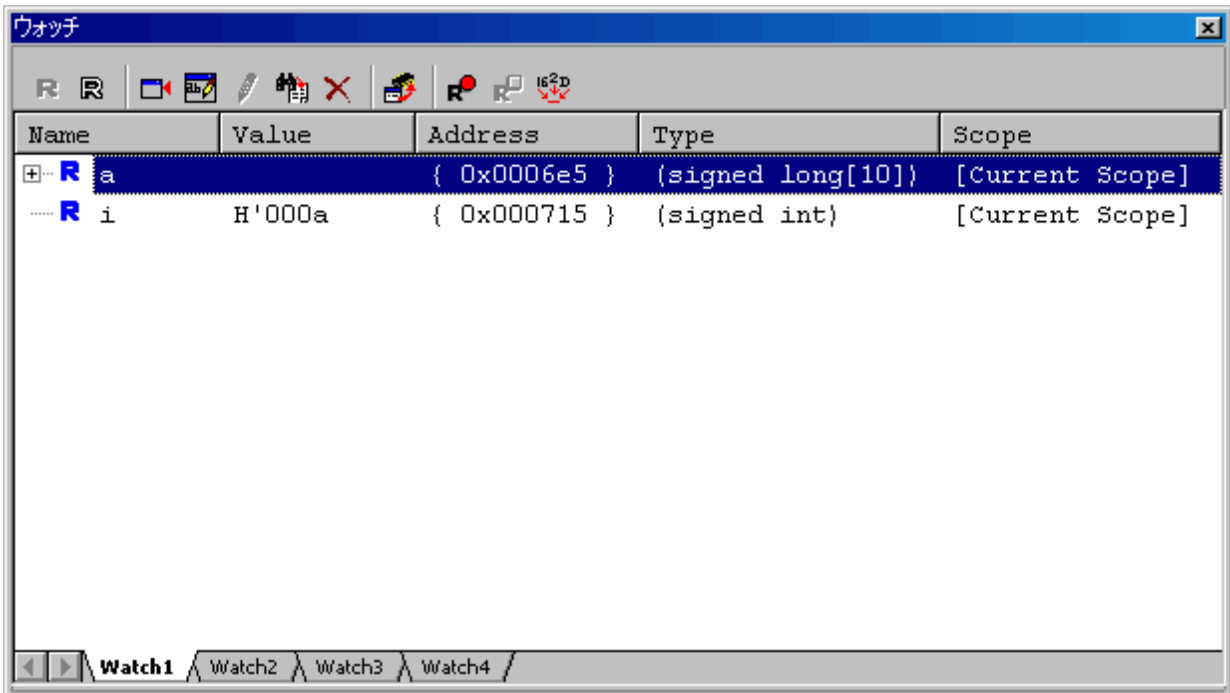 ウォッチ
Name Value Address Type Scope
R a { 0x0006e5 } (signed long[10]) [Current Scope]
R i H'000a { 0x000715 } (signed int) [Current Scope]
Watch1 Watch2 Watch3 Watch4